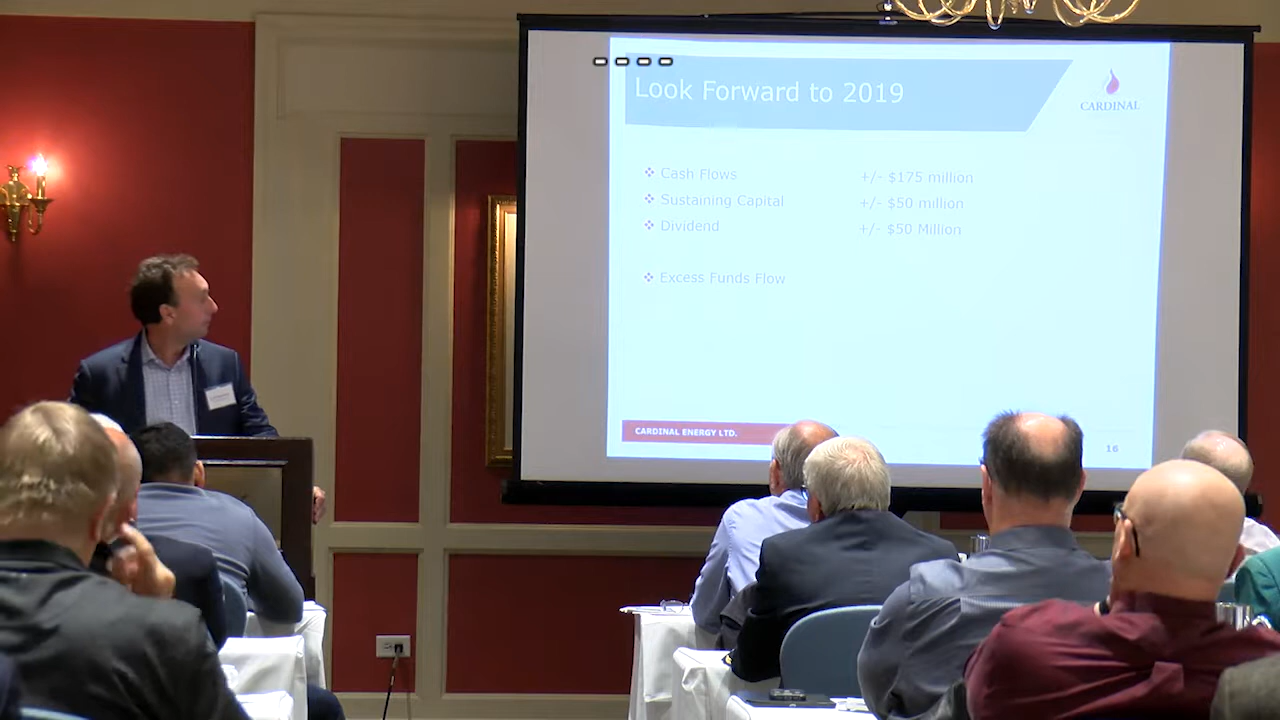 Look Forward to 2019
CARDINAL
Cash Flows +/- $175 million
Sustaining Capital +/- $50 million
Dividend +/- $50 Million
Excess Funds Flow
CARDINAL ENERGY LTD.
16